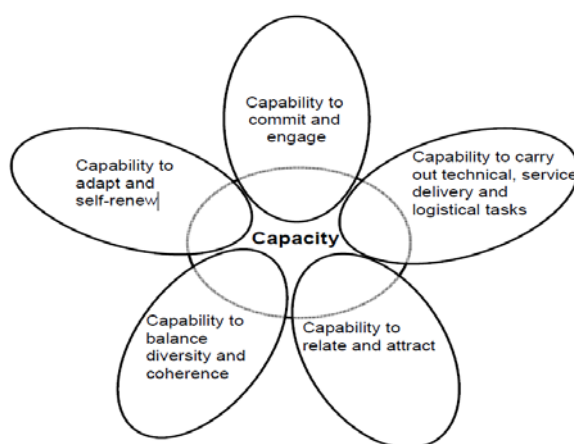 Capability to
commit and
engage
Capability to
adapt and
self-renew
Capability to carry
out technical, service
delivery and
logistical tasks
Capacity
Capability to
balance
diversity and
coherence
Capability to
relate and attract